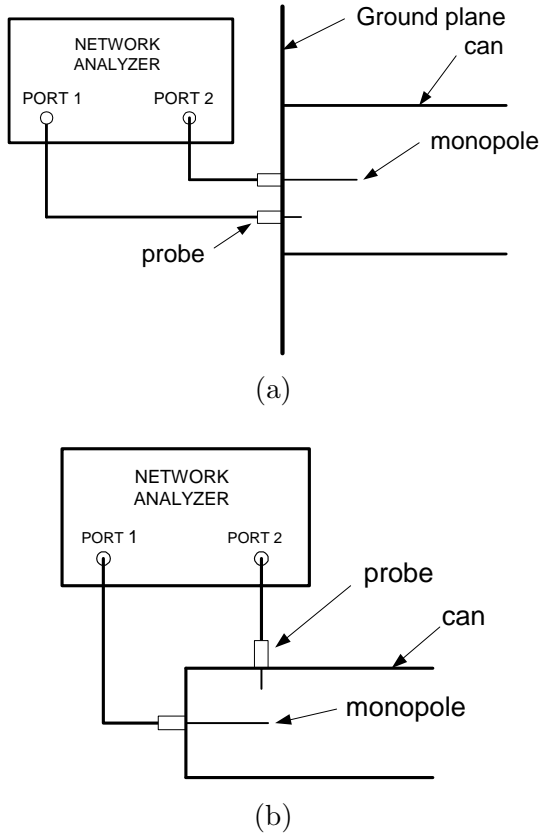 Ground plane
can
NETWORK
ANALYZER
PORT 1
PORT 2
monopole
probe
(a)
NETWORK
ANALYZER
PORT 1
PORT 2
probe
can
monopole
(b)